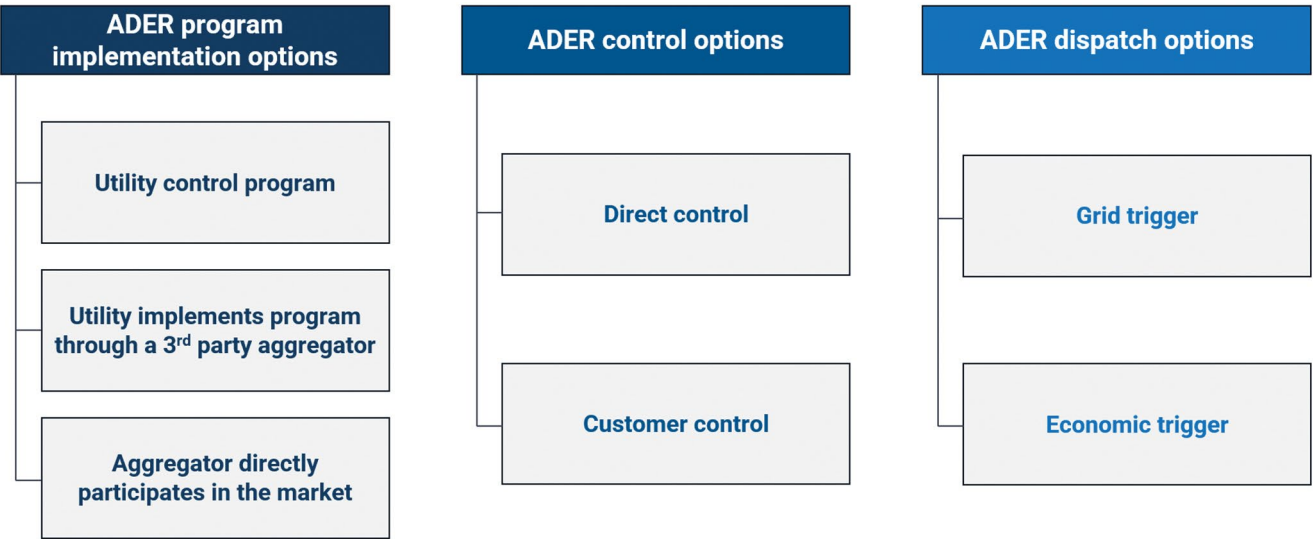 ADER program
implementation options
Utility control program
Utility implements program
through a 3rd party aggregator
Aggregator directly
participates in the market
ADER control options
Direct control
Customer control
ADER dispatch options
Grid trigger
Economic trigger